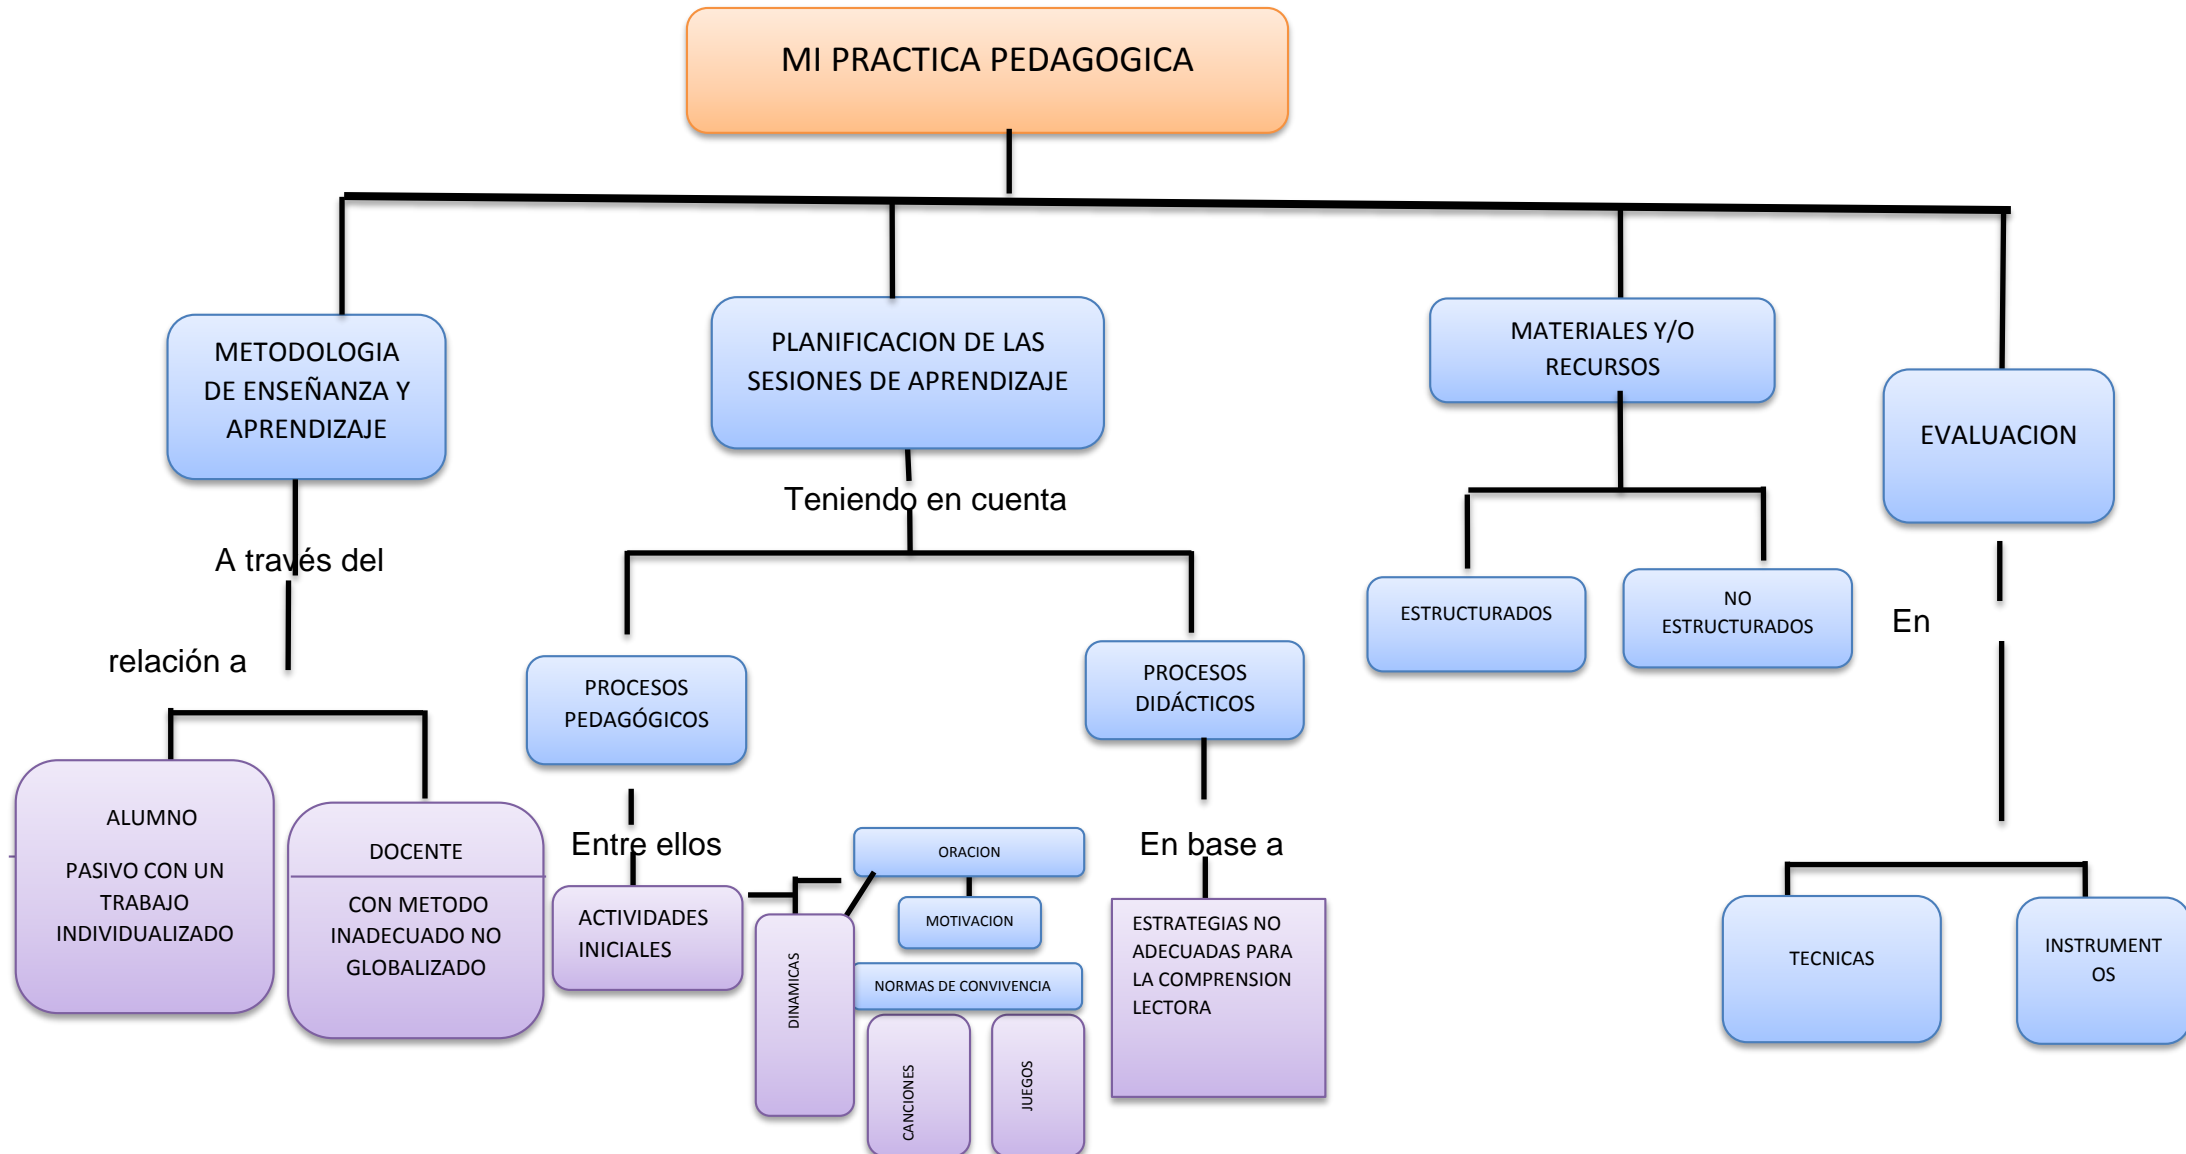 MI PRACTICA PEDAGOGICA
METODOLOGIA
DE ENSEÑANZA Y
APRENDIZAJE
PLANIFICACION DE LAS
SESIONES DE APRENDIZAJE
MATERIALES Y/O
RECURSOS
EVALUACION
Teniendo en cuenta
A través del
relación a
ESTRUCTURADOS
NO
ESTRUCTURADOS
En
PROCESOS
PEDAGÓGICOS
PROCESOS
DIDÁCTICOS
ALUMNO
PASIVO CON UN
TRABAJO
INDIVIDUALIZADO
DOCENTE
CON METODO
INADECUADO NO
GLOBALIZADO
Entre ellos
ACTIVIDADES
INICIALES
DINAMICAS
ORACION
MOTIVACION
NORMAS DE CONVIVENCIA
CANCIONES
JUEGOS
En base a
ESTRATEGIAS NO
ADECUADAS PARA
LA COMPRENSION
LECTORA
TECNICAS
INSTRUMENT
OS